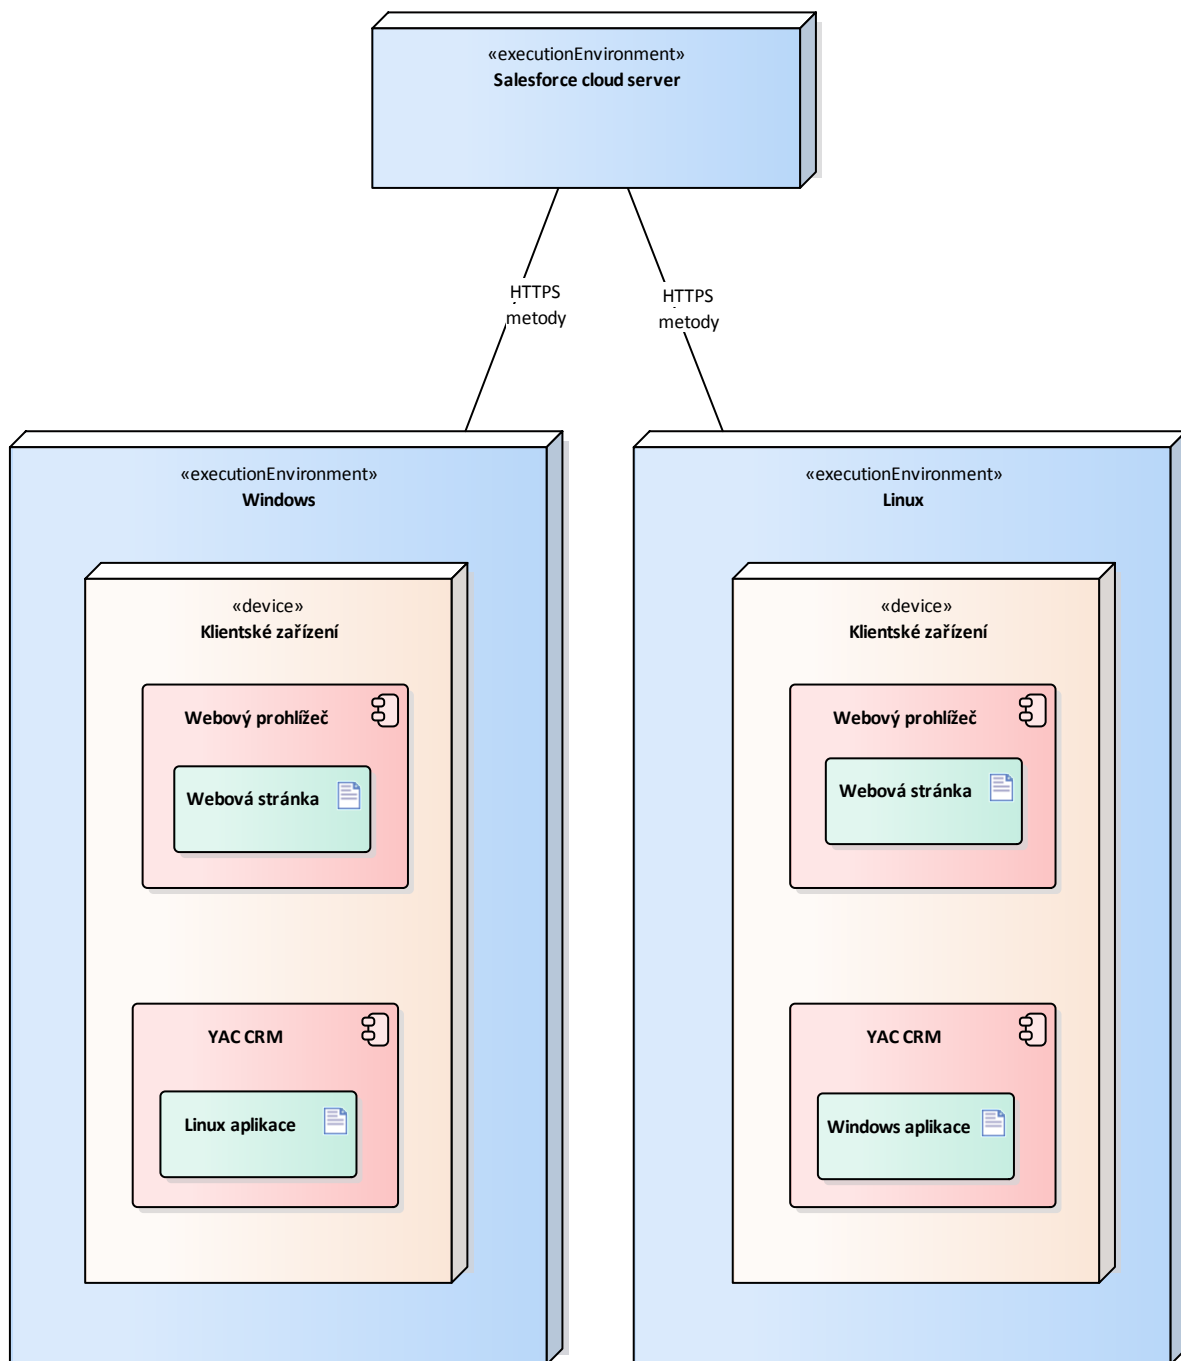 «executionEnvironment»
Salesforce cloud server
HTTPS
metody
HTTPS
metody
«executionEnvironment»
Windows
«device»
Klientské zařízení
Webový prohlížeč
Webová stránka
YAC CRM
Linux aplikace
«executionEnvironment»
Linux
«device»
Klientské zařízení
Webový prohlížeč
Webová stránka
YAC CRM
Windows aplikace